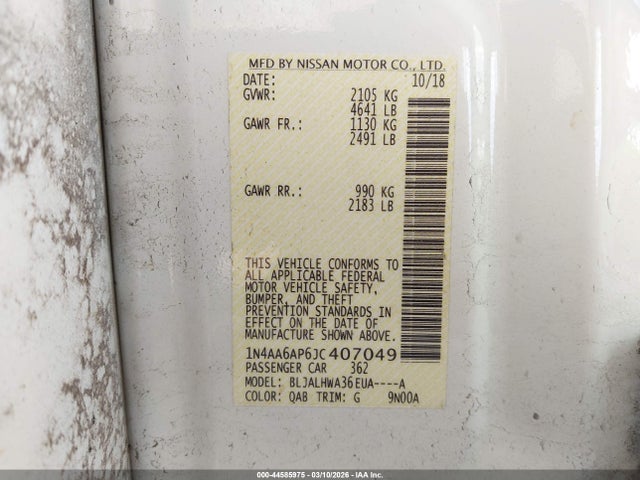 MFD BY NISSAN MOTOR CO., LTD.
DATE: 10/18
GVWR: 2105 KG
4641 LB
GAWR FR.: 1130 KG
2491 LB
GAWR RR.: 990 KG
2183 LB
THIS VEHICLE CONFORMS TO
ALL APPLICABLE FEDERAL
MOTOR VEHICLE SAFETY,
BUMPER, AND THEFT
PREVENTION STANDARDS IN
EFFECT ON THE DATE OF
MANUFACTURE SHOWN ABOVE.
1N4AA6AP6JC407049
PASSENGER CAR 362
MODEL: BLJALHWA36EUA----A
COLOR: QAB TRIM: G 9N00A
000-44585975 - 03/10/2026 - IAA Inc.